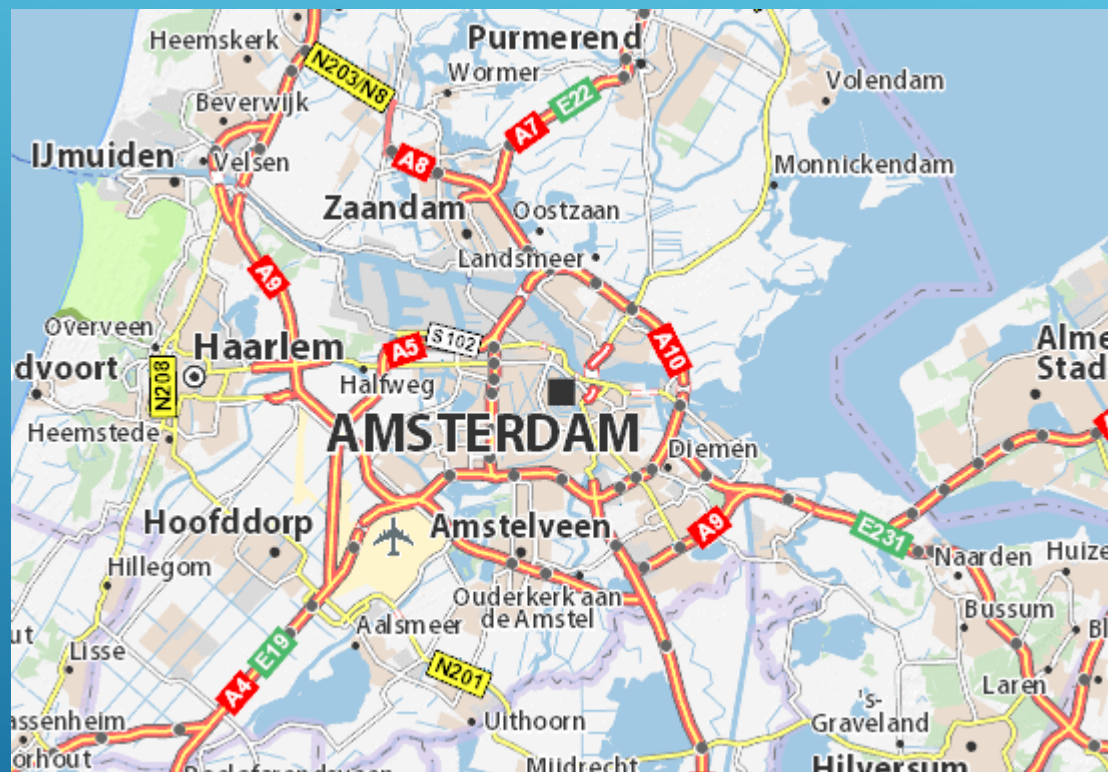 Heemskerk
Purmerend
N203/N8
Wormer
Volendam
Beverwijk
E22
A7
IJmuiden
Velsen
A8
Monnickendam
Zaandam
Oostzaan
Landsmeer
A9
Overveen
Haarlem
A5
S 102
A10
Alme
Stad
dvoort
N208
Halfweg
AMSTERDAM
Heemstede
Diemen
Hoofddorp
Amstelveen
A9
E231
Hillegom
Naarden
Huize
Ouderkerk aan
de Amstel
Bussum
Aalsmeer
ut
E19
Lisse
N201
Bl
A4
Laren
assenheim
Uithoorn
's-
Graveland
orhout
Mijdrecht
Hilversum